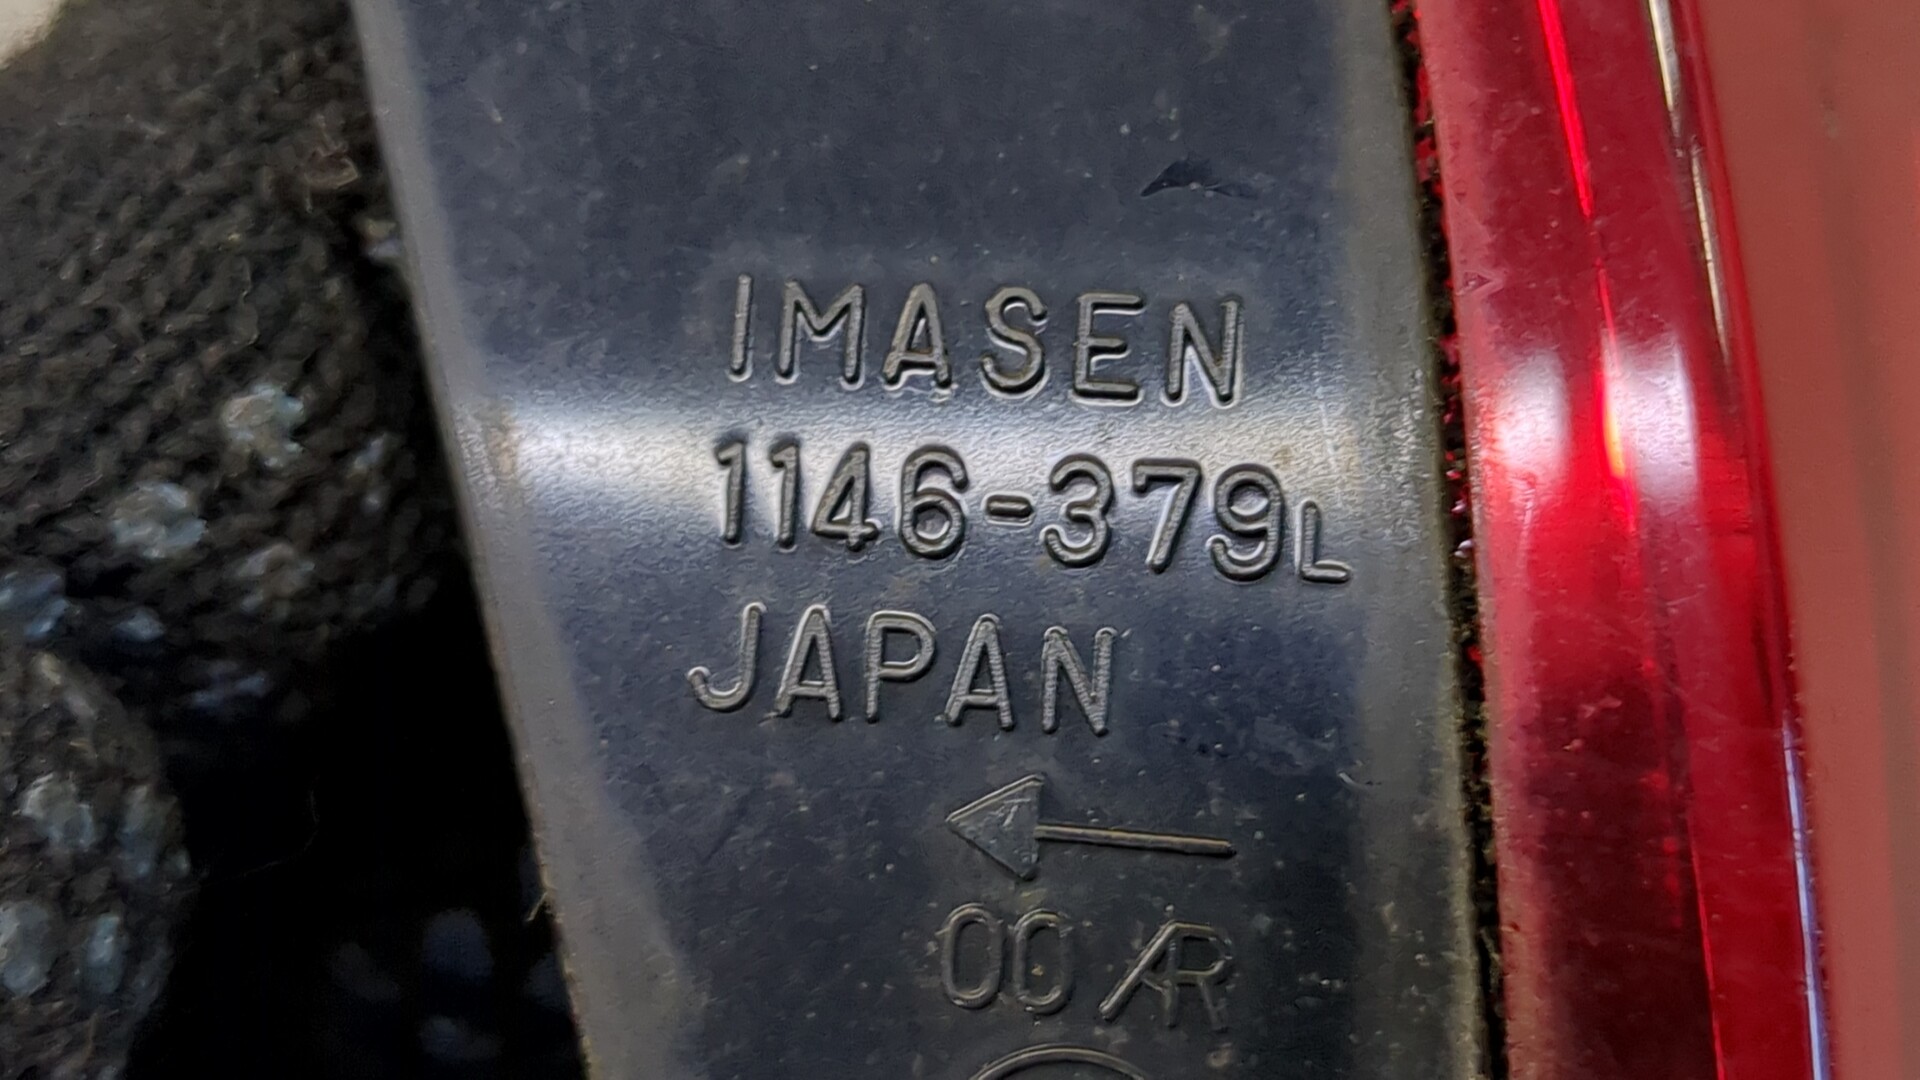 IMASEN
1146-379L
JAPAN
00 AR